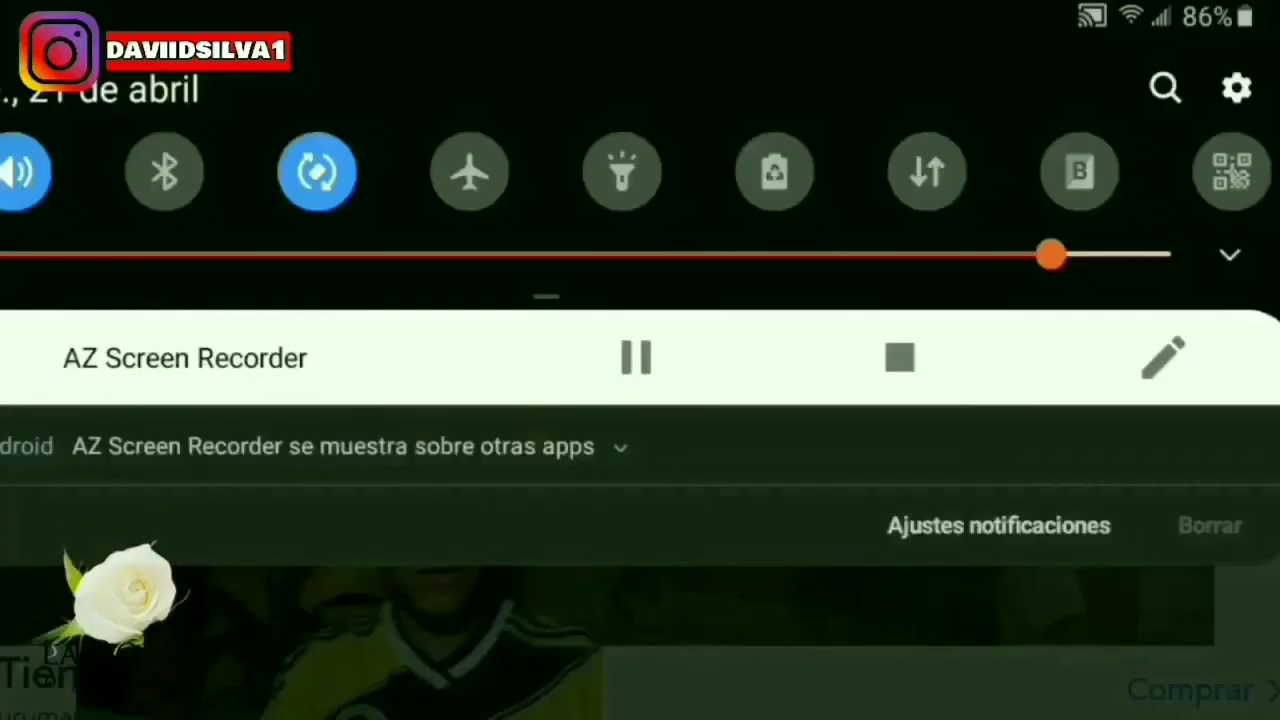 86%
DAVIIDSILVA1
., 21 de abril
B
AZ Screen Recorder
droid AZ Screen Recorder se muestra sobre otras apps
Ajustes notificaciones Borrar
LA
Tien
Comprar